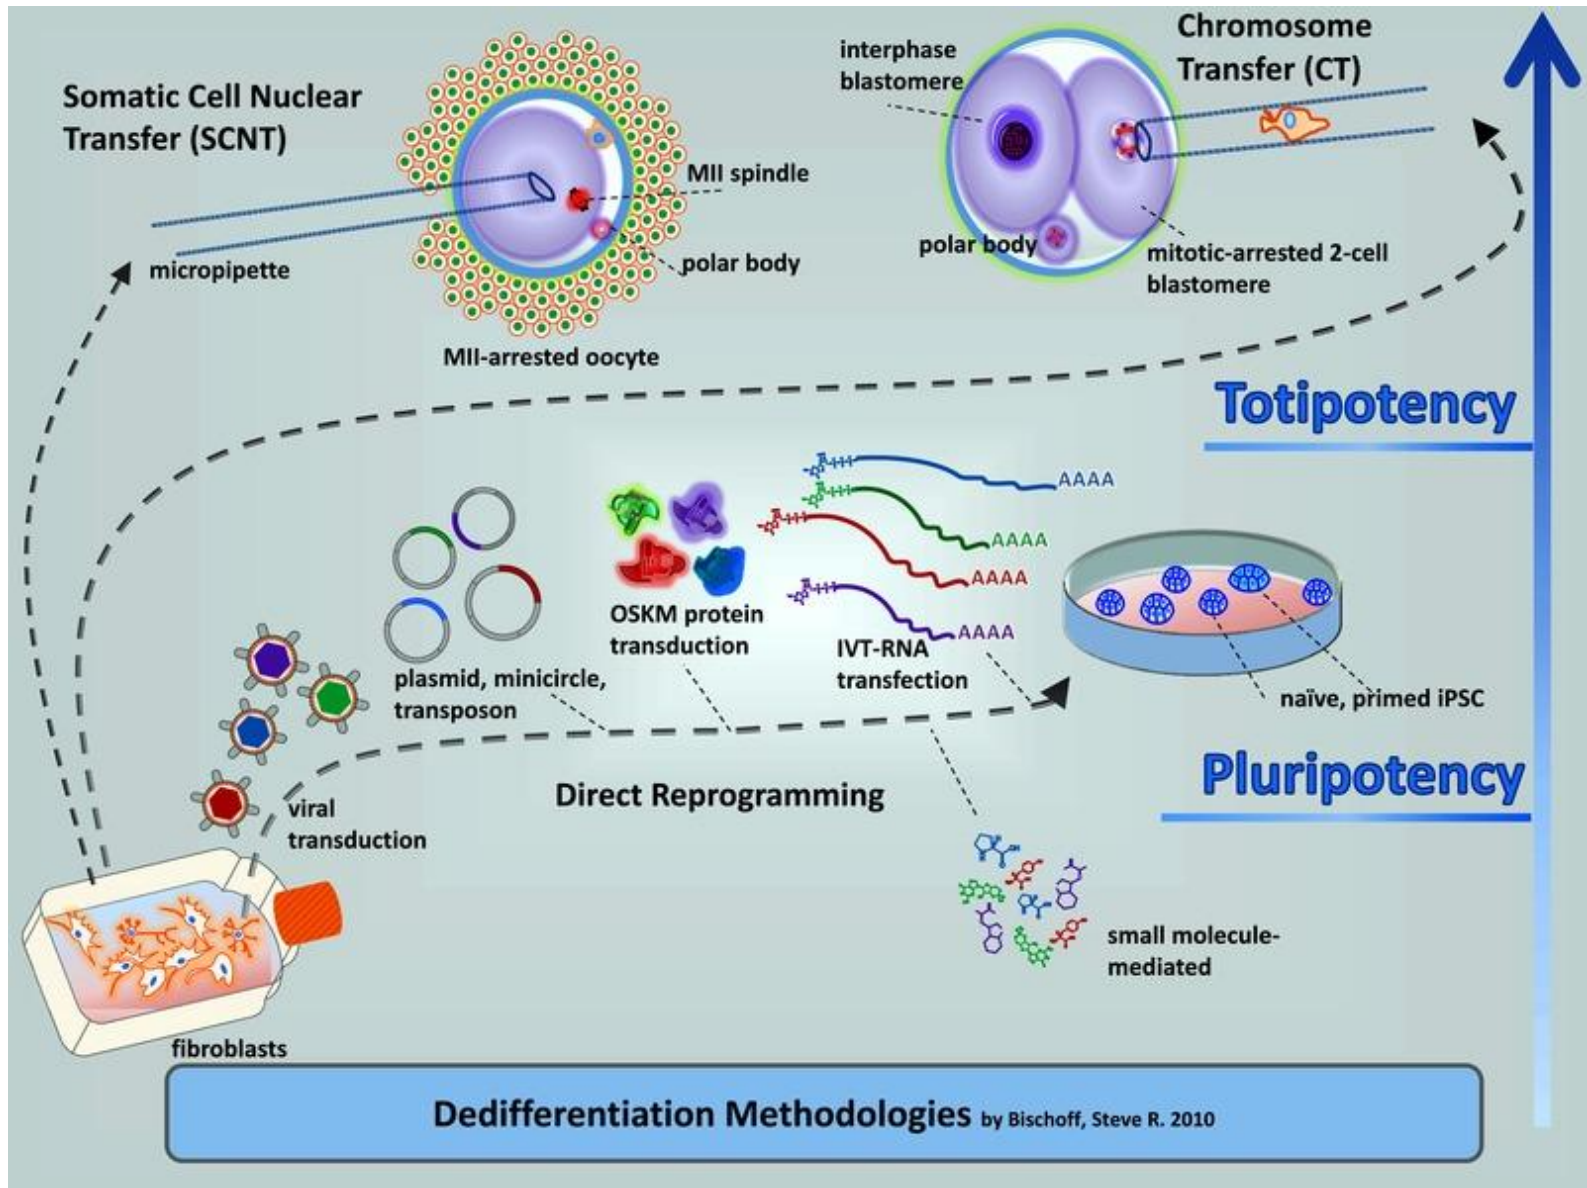 Somatic Cell Nuclear
Transfer (SCNT)
micropipette
MII spindle
polar body
MII-arrested oocyte
interphase
blastomere
Chromosome
Transfer (CT)
polar body
mitotic-arrested 2-cell
blastomere
Totipotency
AAAA
AAAA
AAAA
AAAA
OSKM protein
transduction
IVT-RNA
transfection
plasmid, minicircle,
transposon
naïve, primed iPSC
Pluripotency
Direct Reprogramming
viral
transduction
small molecule-
mediated
fibroblasts
Dedifferentiation Methodologies by Bischoff, Steve R. 2010